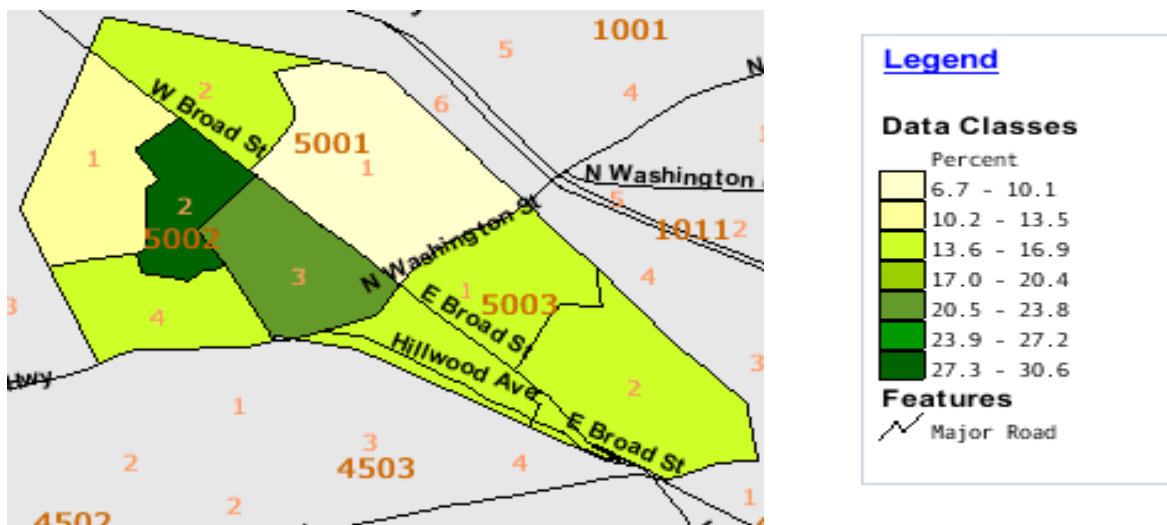 1001
5
N
4
2
6
W Broad St
5001
1
1
1
N Washington
5
2
5002
N Washington St
1011
2
3
4
1
5003
E Broad St
3
4
Hillwood Ave
3
2
Hwy
1
E Broad St
3
2
4503
4
2
1
4502
Legend
Data Classes
Percent
6.7 - 10.1
10.2 - 13.5
13.6 - 16.9
17.0 - 20.4
20.5 - 23.8
23.9 - 27.2
27.3 - 30.6
Features
Major Road